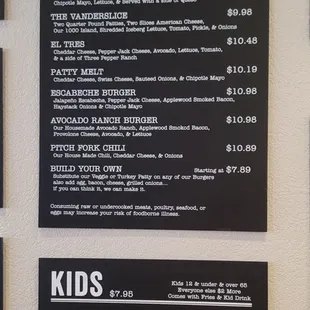 Chipotle Mayo, Lettuce, & Served with a side of
THE VANDERSLICE $9.98
Two Quarter Pound Patties, Two Slices American Cheese,
Our 1000 Island, Shredded Iceberg Lettuce, Tomato, Pickle, & Onions
EL TRES $10.48
Cheddar Cheese, Pepper Jack Cheese, Avocado, Lettuce, Tomato,
& a side of Three Pepper Ranch
PATTY MELT $10.19
Cheddar Cheese, Swiss Cheese, Sauteed Onions, & Chipotle Mayo
ESCABECHE BURGER $10.98
Jalapeño Escabeche, Pepper Jack Cheese, Applewood Smoked Bacon,
Haystack Onions & Chipotle Mayo
AVOCADO RANCH BURGER $10.98
Our Housemade Avocado Ranch, Applewood Smoked Bacon,
Provolone Cheese, Avocado, & Lettuce
PITCH FORK CHILI $10.89
Our House Made Chili, Cheddar Cheese, & Onions
BUILD YOUR OWN Starting at $7.89
Substitute our Veggie or Turkey Patty on any of our Burgers
also add egg, bacon, cheese, grilled onions...
If you can think it, we can make it.
Consuming raw or undercooked meats, poultry, seafood, or
eggs may increase your risk of foodborne illness.
KIDS $7.95
Kids 12 & under & over 65
Everyone else $2 More
Comes with Fries & Kid Drink